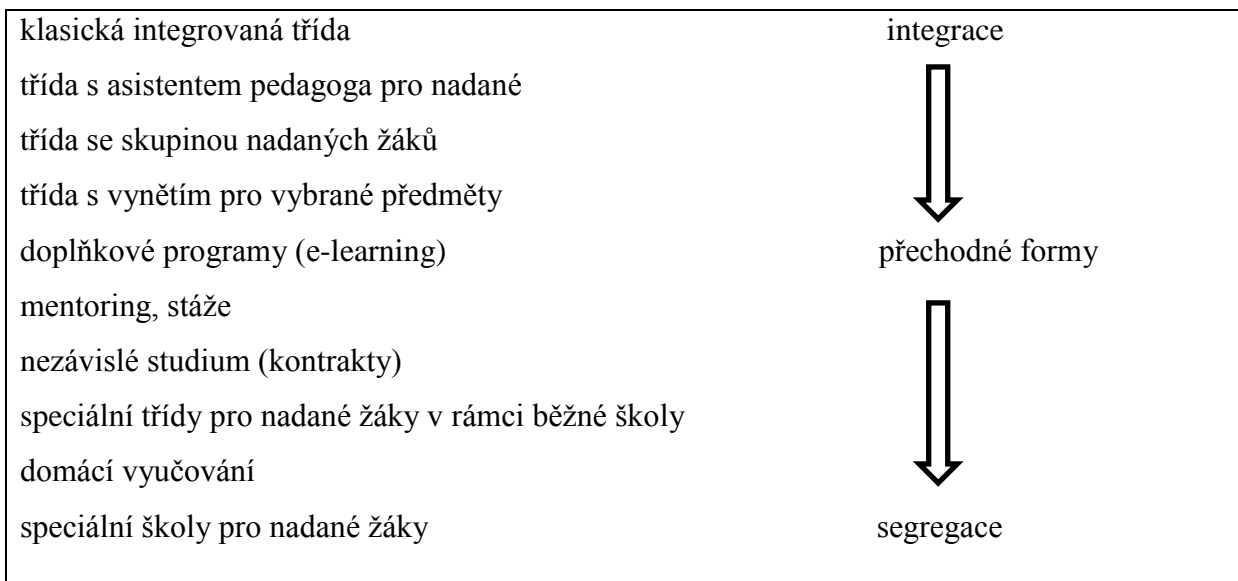 klasická integrovaná třída integrace
třída s asistentem pedagoga pro nadané
třída se skupinou nadaných žáků
třída s vynětím pro vybrané předměty
doplňkové programy (e-learning) přechodné formy
mentoring, stáže
nezávislé studium (kontrakty)
speciální třídy pro nadané žáky v rámci běžné školy
domácí vyučování
speciální školy pro nadané žáky segregace